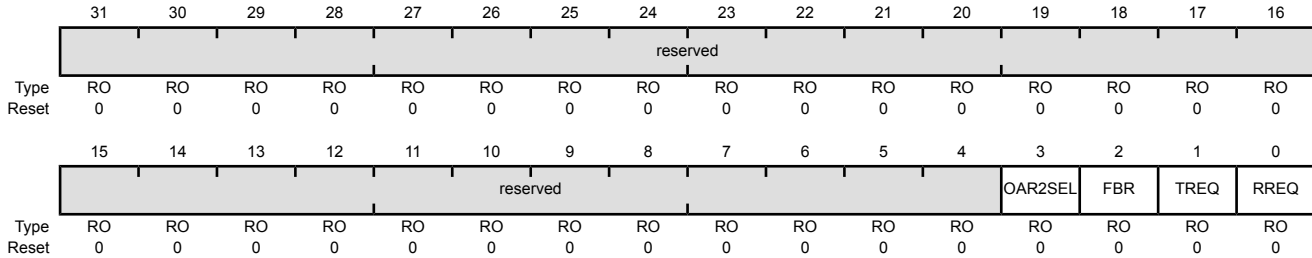 31 30 29 28 27 26 25 24 23 22 21 20 19 18 17 16
reserved
Type RO RO RO RO RO RO RO RO RO RO RO RO RO RO RO RO
Reset 0 0 0 0 0 0 0 0 0 0 0 0 0 0 0 0
15 14 13 12 11 10 9 8 7 6 5 4 3 2 1 0
reserved OAR2SEL FBR TREQ RREQ
Type RO RO RO RO RO RO RO RO RO RO RO RO RO RO RO RO
Reset 0 0 0 0 0 0 0 0 0 0 0 0 0 0 0 0